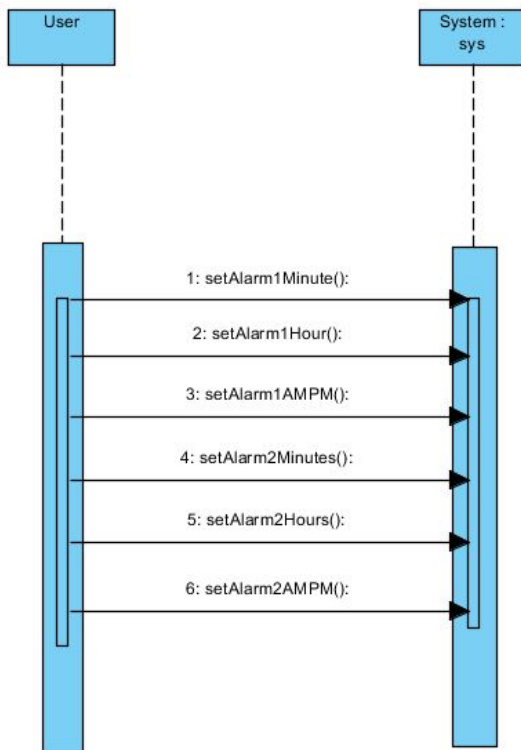 User
System :
sys
1: setAlarm1Minute():
2: setAlarm1Hour():
3: setAlarm1AMPM():
4: setAlarm2Minutes():
5: setAlarm2Hours():
6: setAlarm2AMPM():